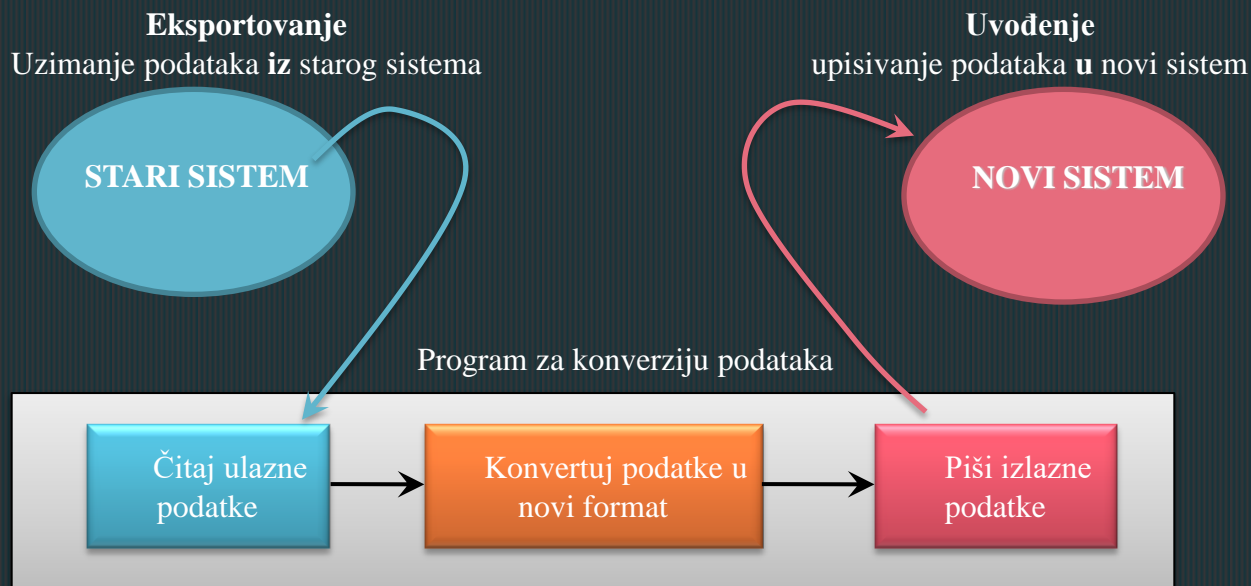 Eksportovanje
Uzimanje podataka iz starog sistema
Uvođenje
upisivanje podataka u novi sistem
STARI SISTEM
NOVI SISTEM
Program za konverziju podataka
Čitaj ulazne
podatke
Konvertuj podatke u
novi format
Piši izlazne
podatke